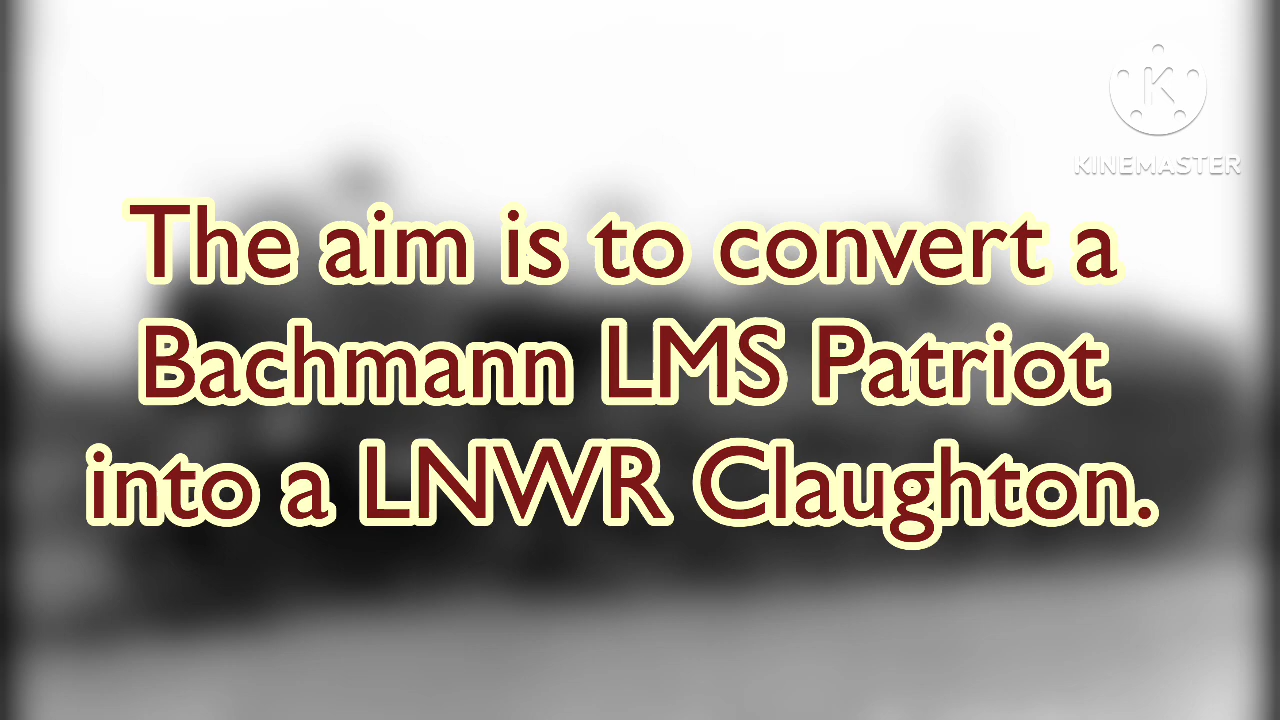 K
KINEMASTER
The aim is to convert a
Bachmann LMS Patriot
into a LNWR Claughton.